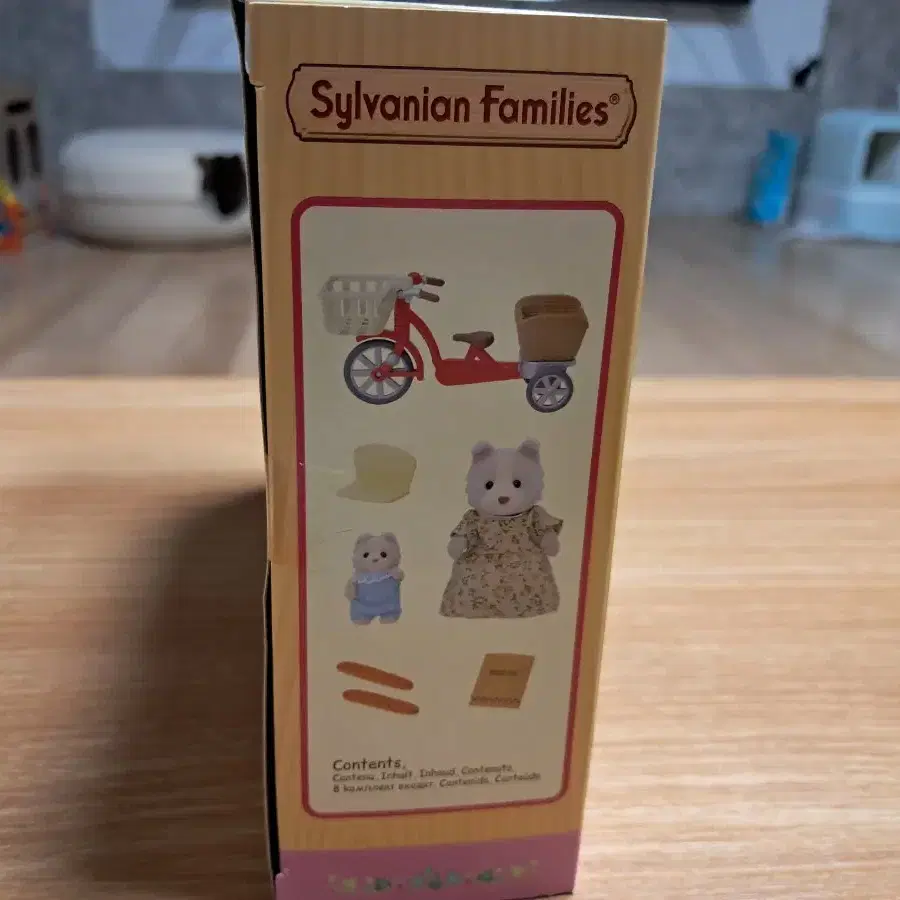 Sylvanian Families®
Contents,
Contenu, Inhalt, Inhoud, Contenuto,
В комплект входят: Contenido, Conteúdo